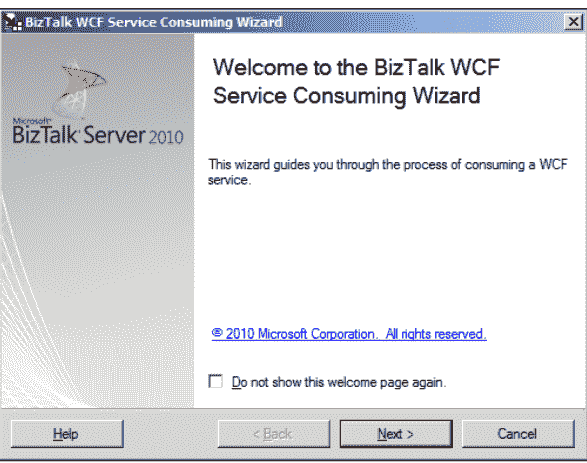 BizTalk WCF Service Consuming Wizard
Welcome to the BizTalk WCF
Service Consuming Wizard
Microsoft
BizTalk Server 2010
This wizard guides you through the process of consuming a WCF
service.
© 2010 Microsoft Corporation. All rights reserved.
Do not show this welcome page again.
Help
< Back
Next >
Cancel